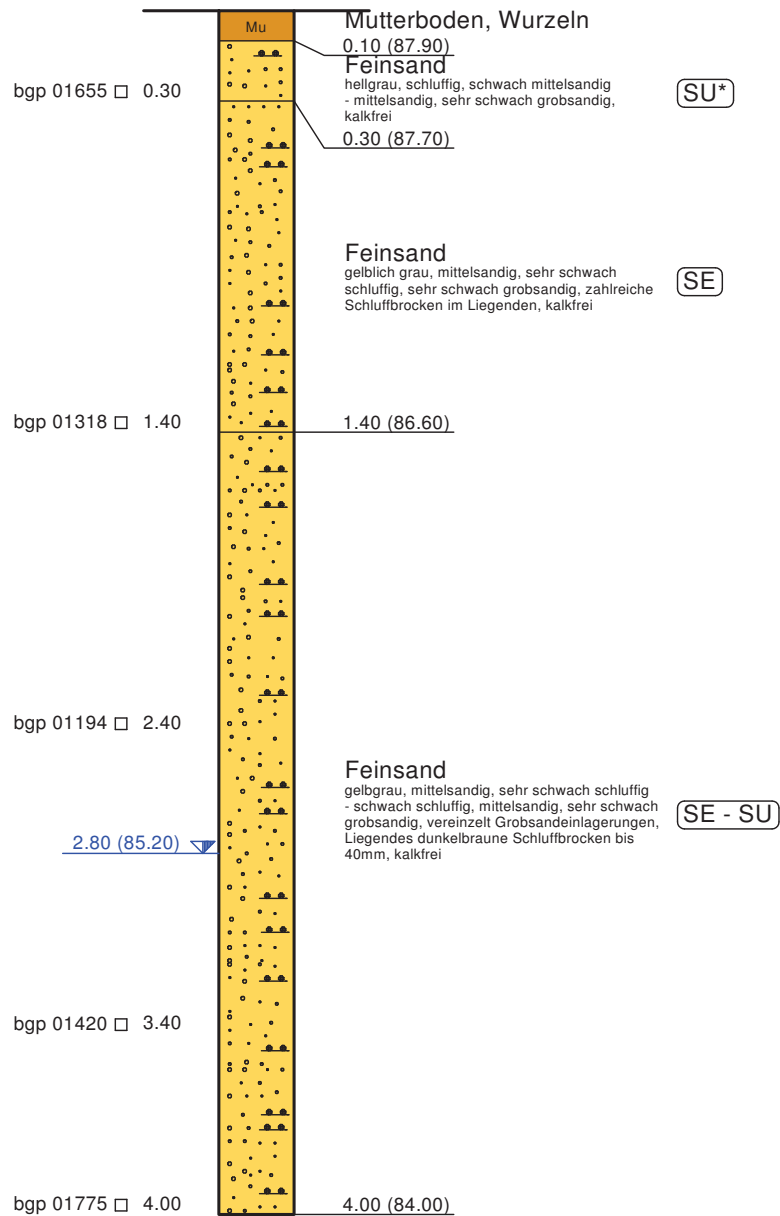 Mu
Mutterboden, Wurzeln
0.10 (87.90)
Feinsand
hellgrau, schluffig, schwach mittelsandig
- mittelsandig, sehr schwach grobsandig,
kalkfrei
SU*
bgp 01655 0.30
0.30 (87.70)
Feinsand
gelblich grau, mittelsandig, sehr schwach
schluffig, sehr schwach grobsandig, zahlreiche
Schluffbrocken im Liegenden, kalkfrei
SE
bgp 01318 1.40
1.40 (86.60)
bgp 01194 2.40
Feinsand
gelbgrau, mittelsandig, sehr schwach schluffig
- schwach schluffig, mittelsandig, sehr schwach
grobsandig, vereinzelt Grobsandeinlagerungen,
Liegendes dunkelbraune Schluffbrocken bis
40mm, kalkfrei
SE - SU
2.80 (85.20)
bgp 01420 3.40
bgp 01775 4.00
4.00 (84.00)